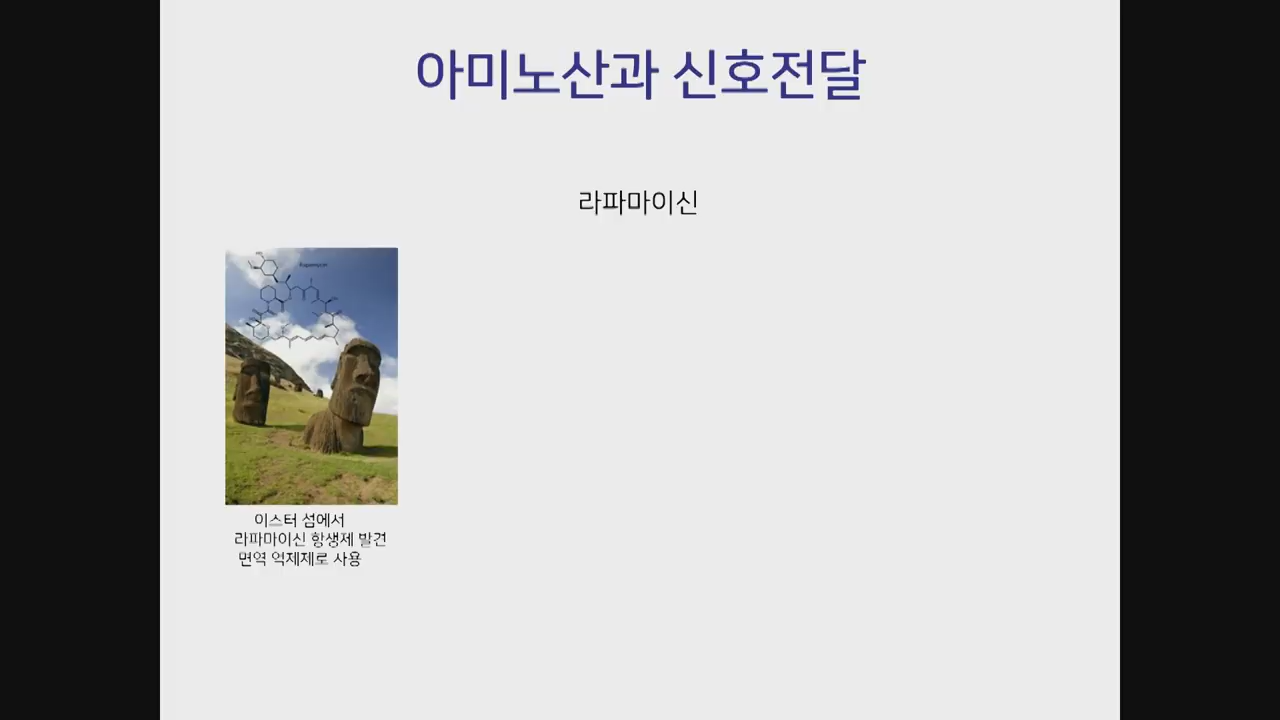 아미노산과 신호전달
라파마이신
Rapamycin
이스터 섬에서
라파마이신 항생제 발견
면역 억제제로 사용